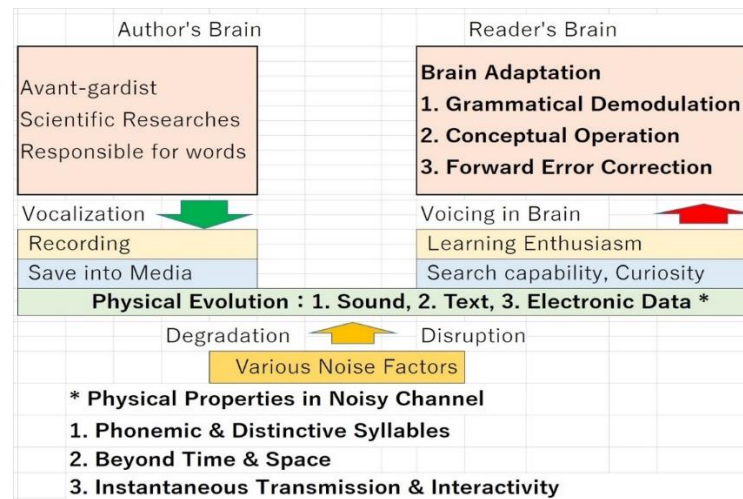 Author's Brain
Reader's Brain
Avant-gardist
Scientific Researches
Responsible for words
Brain Adaptation
1. Grammatical Demodulation
2. Conceptual Operation
3. Forward Error Correction
Vocalization
Voicing in Brain
Recording
Learning Enthusiasm
Save into Media
Search capability, Curiosity
Physical Evolution : 1. Sound, 2. Text, 3. Electronic Data *
Degradation
Disruption
Various Noise Factors
* Physical Properties in Noisy Channel
1. Phonemic & Distinctive Syllables
2. Beyond Time & Space
3. Instantaneous Transmission & Interactivity